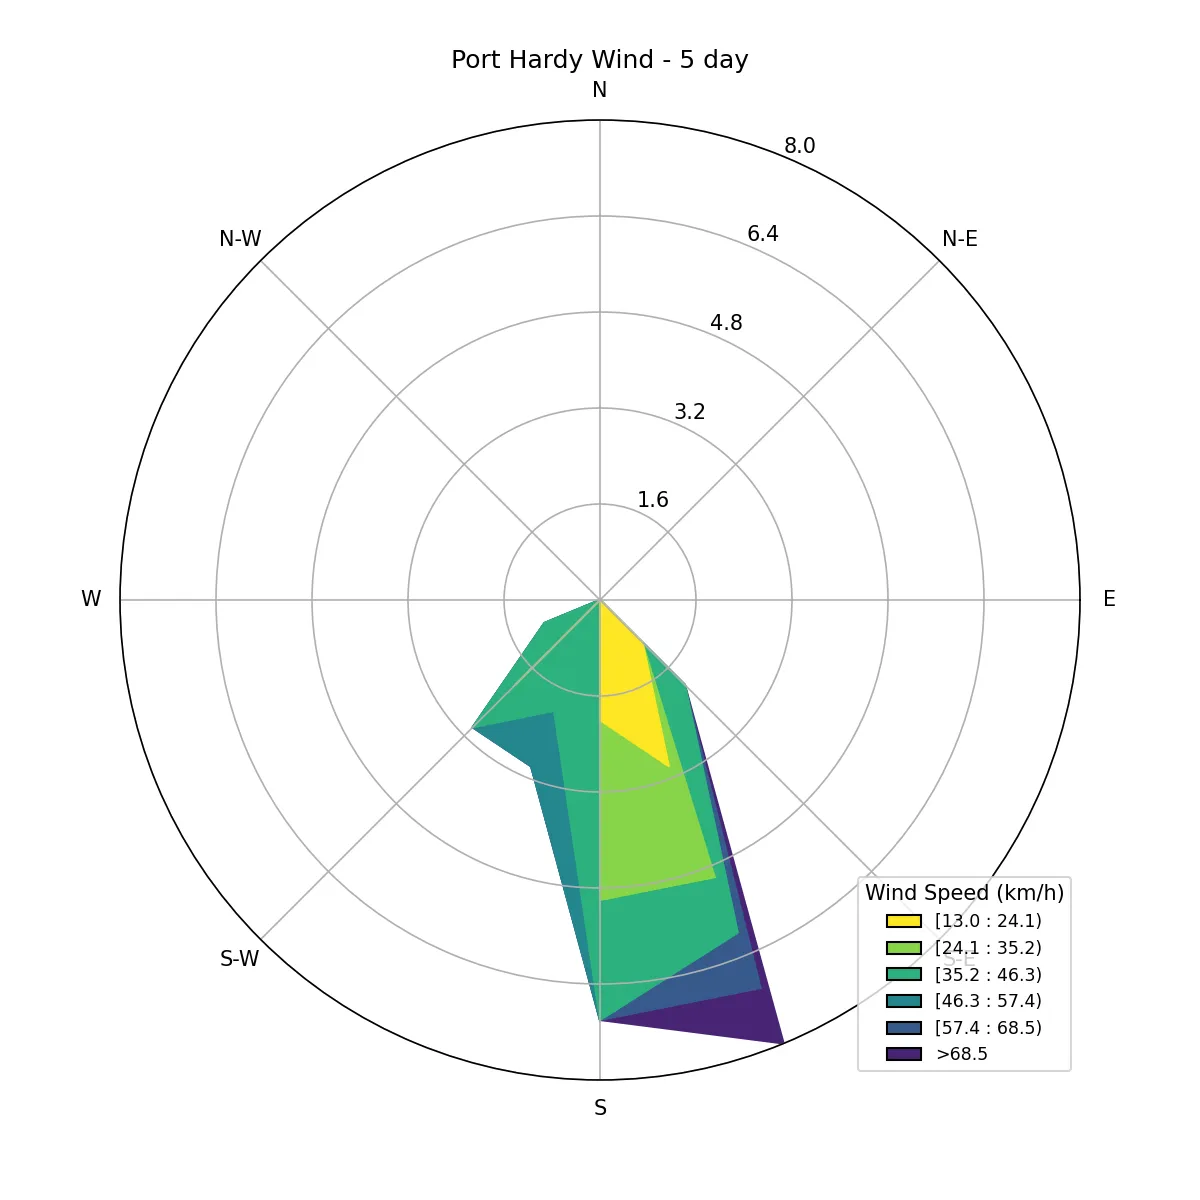 Port Hardy Wind - 5 day
N
8.0
N-W
6.4
N-E
4.8
3.2
1.6
W
E
S-W
S-E
S
Wind Speed (km/h)
[13.0 : 24.1)
[24.1 : 35.2)
[35.2 : 46.3)
[46.3 : 57.4)
[57.4 : 68.5)
>68.5